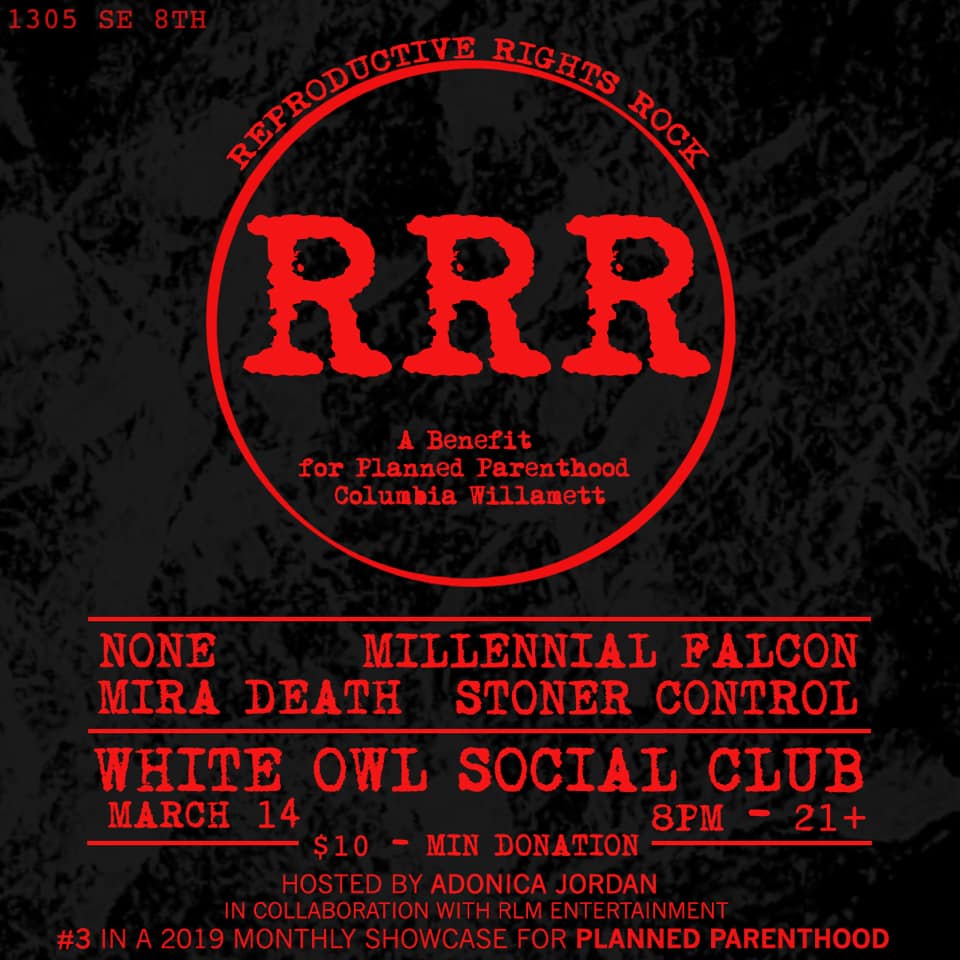 1305 SE 8TH
REPRODUCTIVE RIGHTS ROCK
RRR
A Benefit
for Planned Parenthood
Columbia Willamett
NONE MILLENNIAL FALCON
MIRA DEATH STONER CONTROL
WHITE OWL SOCIAL CLUB
MARCH 14 8PM - 21+
$10 - MIN DONATION
HOSTED BY ADONICA JORDAN
IN COLLABORATION WITH RLM ENTERTAINMENT
#3 IN A 2019 MONTHLY SHOWCASE FOR PLANNED PARENTHOOD